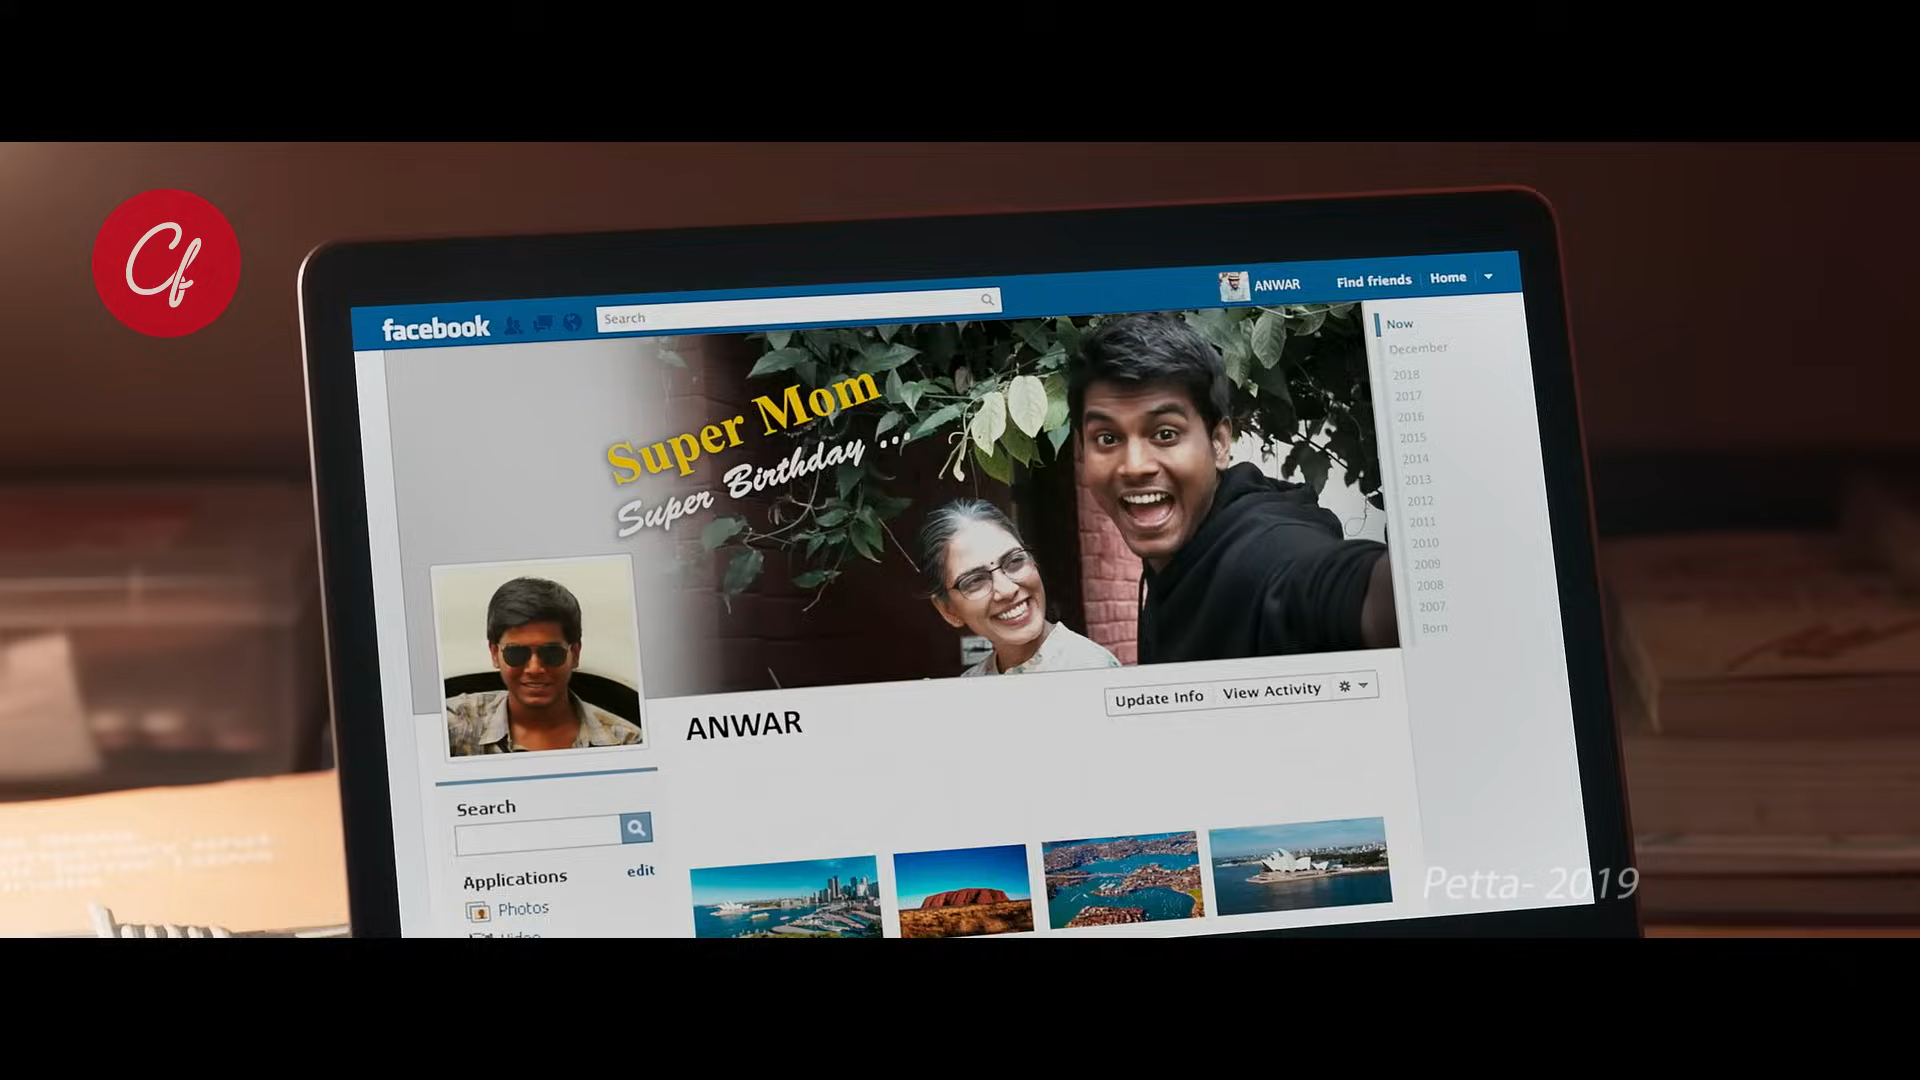 Cf
facebook
Search
ANWAR
Find friends
Home
Now
December
2018
2017
2016
2015
2014
2013
2012
2011
2010
2009
2008
2007
Born
Super Mom
Super Birthday ...
ANWAR
Update Info
View Activity
Search
Applications
edit
Photos
Video
Petta- 2019